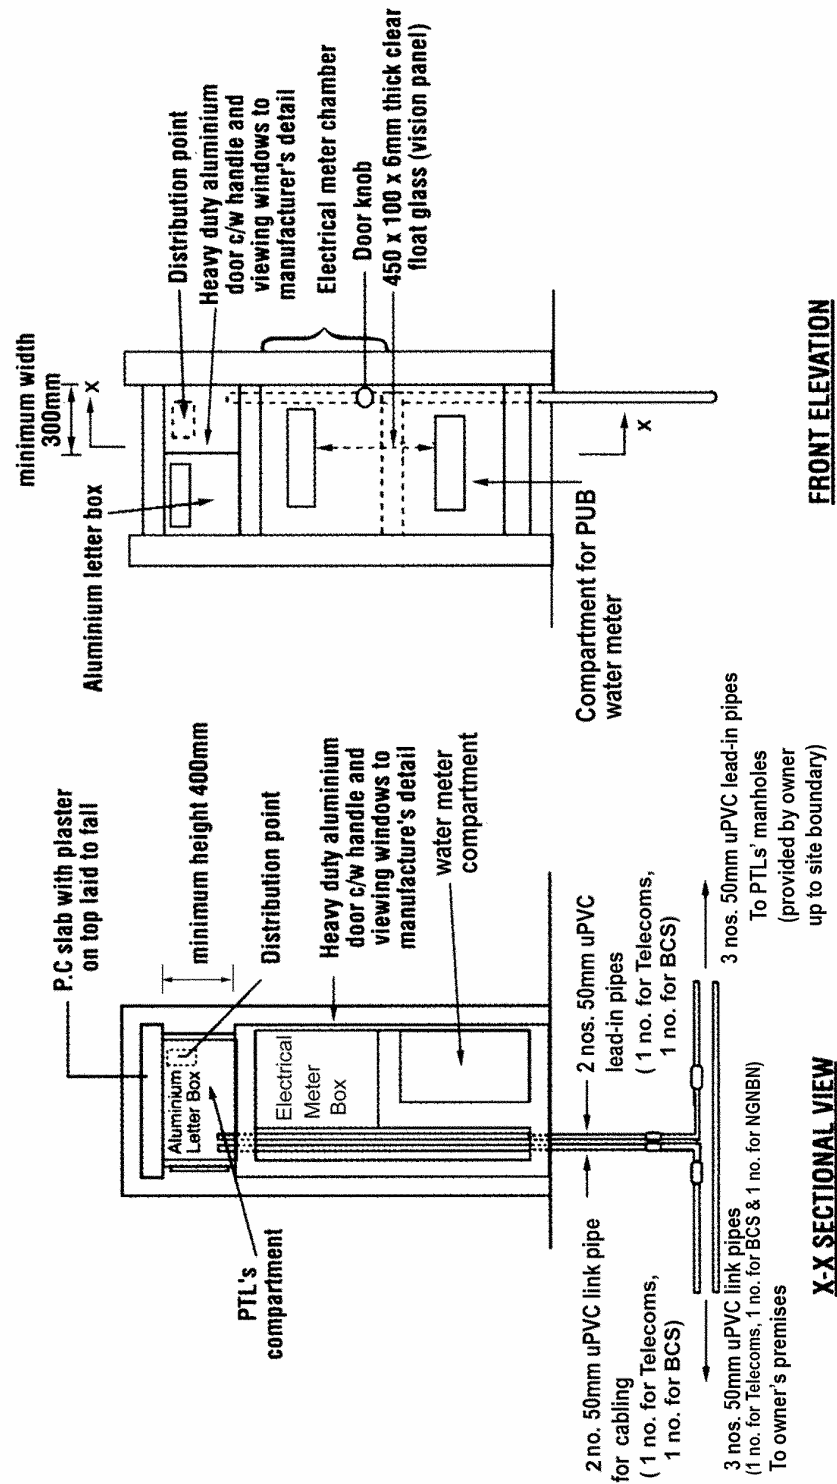 P.C slab with plaster
on top laid to fall
minimum height 400mm
Distribution point
Heavy duty aluminium
door c/w handle and
viewing windows to
manufacture's detail
water meter
compartment
Aluminium
Letter Box
Electrical
Meter
Box
PTL's
compartment
2 nos. 50mm uPVC
lead-in pipes
( 1 no. for Telecoms,
1 no. for BCS)
2 no. 50mm uPVC link pipe
for cabling
( 1 no. for Telecoms,
1 no. for BCS)
3 nos. 50mm uPVC lead-in pipes
To PTLs' manholes
(provided by owner
up to site boundary)
3 nos. 50mm uPVC link pipes
(1 no. for Telecoms, 1 no. for BCS & 1 no. for NGNBN)
To owner's premises
X-X SECTIONAL VIEW
minimum width
300mm
X
Aluminium letter box
Distribution point
Heavy duty aluminium
door c/w handle and
viewing windows to
manufacturer's detail
Electrical meter chamber
Door knob
450 x 100 x 6mm thick clear
float glass (vision panel)
X
Compartment for PUB
water meter
FRONT ELEVATION